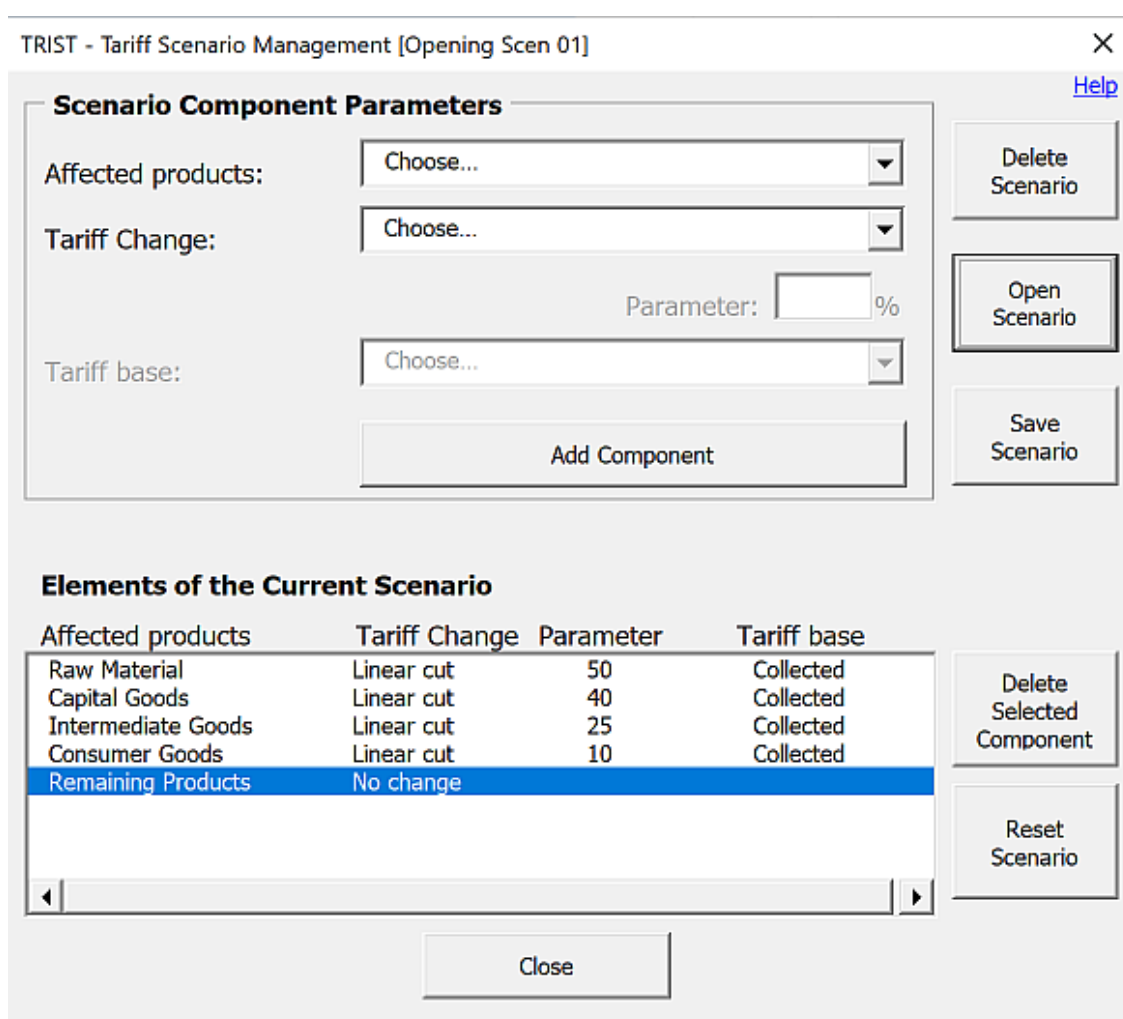 TRIST - Tariff Scenario Management [Opening Scen 01]
Help
Scenario Component Parameters
Affected products: Choose...
Tariff Change: Choose...
Parameter: %
Tariff base: Choose...
Add Component
Delete
Scenario
Open
Scenario
Save
Scenario
Elements of the Current Scenario
Affected products Tariff Change Parameter Tariff base
Raw Material Linear cut 50 Collected
Capital Goods Linear cut 40 Collected
Intermediate Goods Linear cut 25 Collected
Consumer Goods Linear cut 10 Collected
Remaining Products No change
Delete
Selected
Component
Reset
Scenario
Close